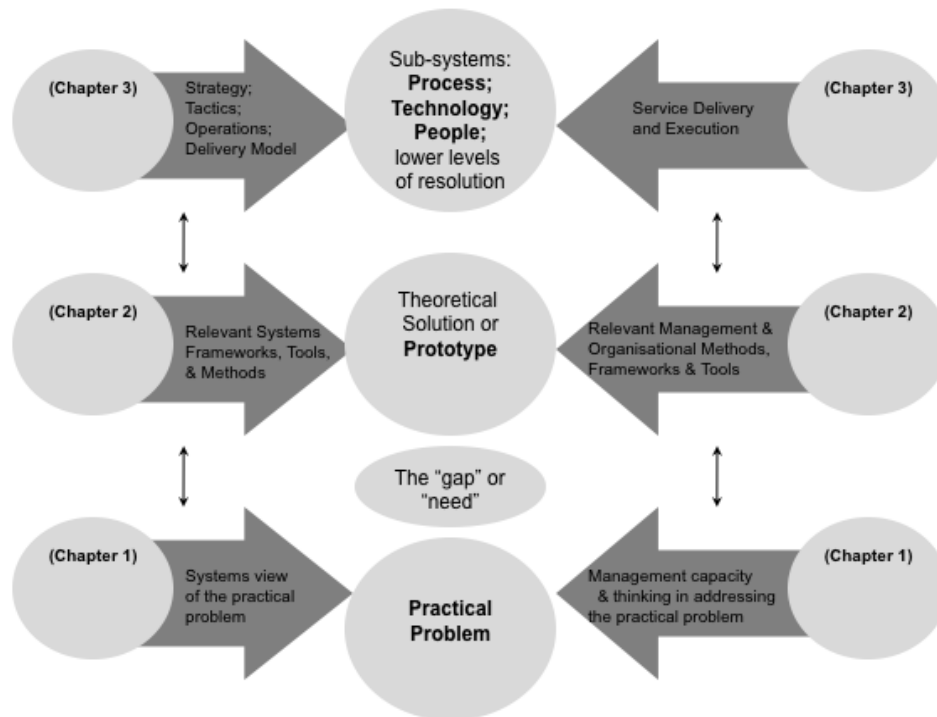 (Chapter 3)
Strategy;
Tactics;
Operations;
Delivery Model
Sub-systems:
Process;
Technology;
People;
lower levels
of resolution
Service Delivery
and Execution
(Chapter 3)
(Chapter 2)
Relevant Systems
Frameworks, Tools,
& Methods
Theoretical
Solution or
Prototype
Relevant Management &
Organisational Methods,
Frameworks & Tools
(Chapter 2)
The “gap” or
“need”
(Chapter 1)
Systems view
of the practical
problem
Practical
Problem
Management capacity
& thinking in addressing
the practical problem
(Chapter 1)